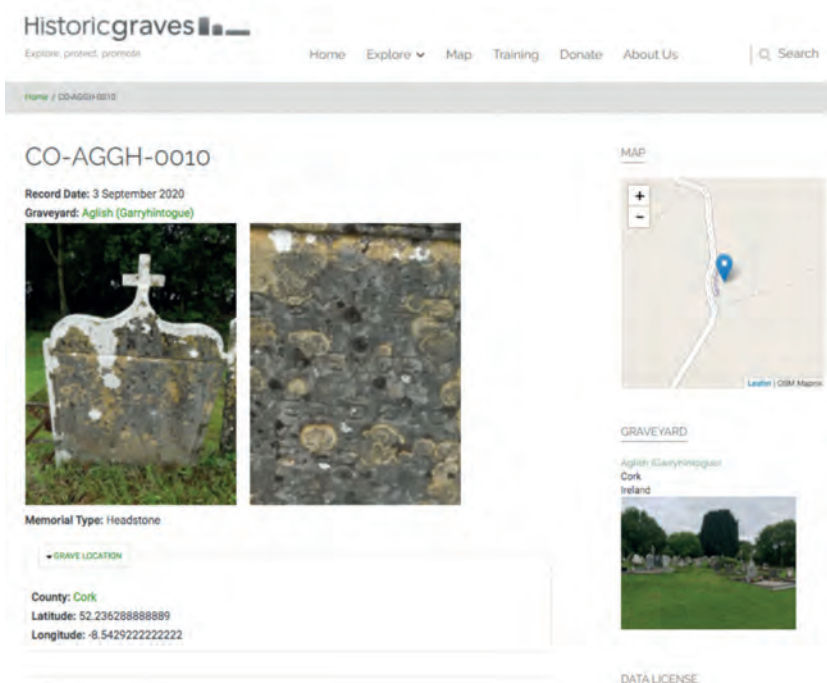 Historicgraves
Explore, protect, promote
Home Explore Map Training Donate About Us Search
Home / CO-AGGH-0010
CO-AGGH-0010
Record Date: 3 September 2020
Graveyard: Aglish (Garryhintogue)
Memorial Type: Headstone
GRAVE LOCATION
County: Cork
Latitude: 52.236288888889
Longitude: -8.5429222222222
MAP
+
-
Leaflet | OSM Mapnik
GRAVEYARD
Aglish (Garryhintogue)
Cork
Ireland
DATA LICENSE